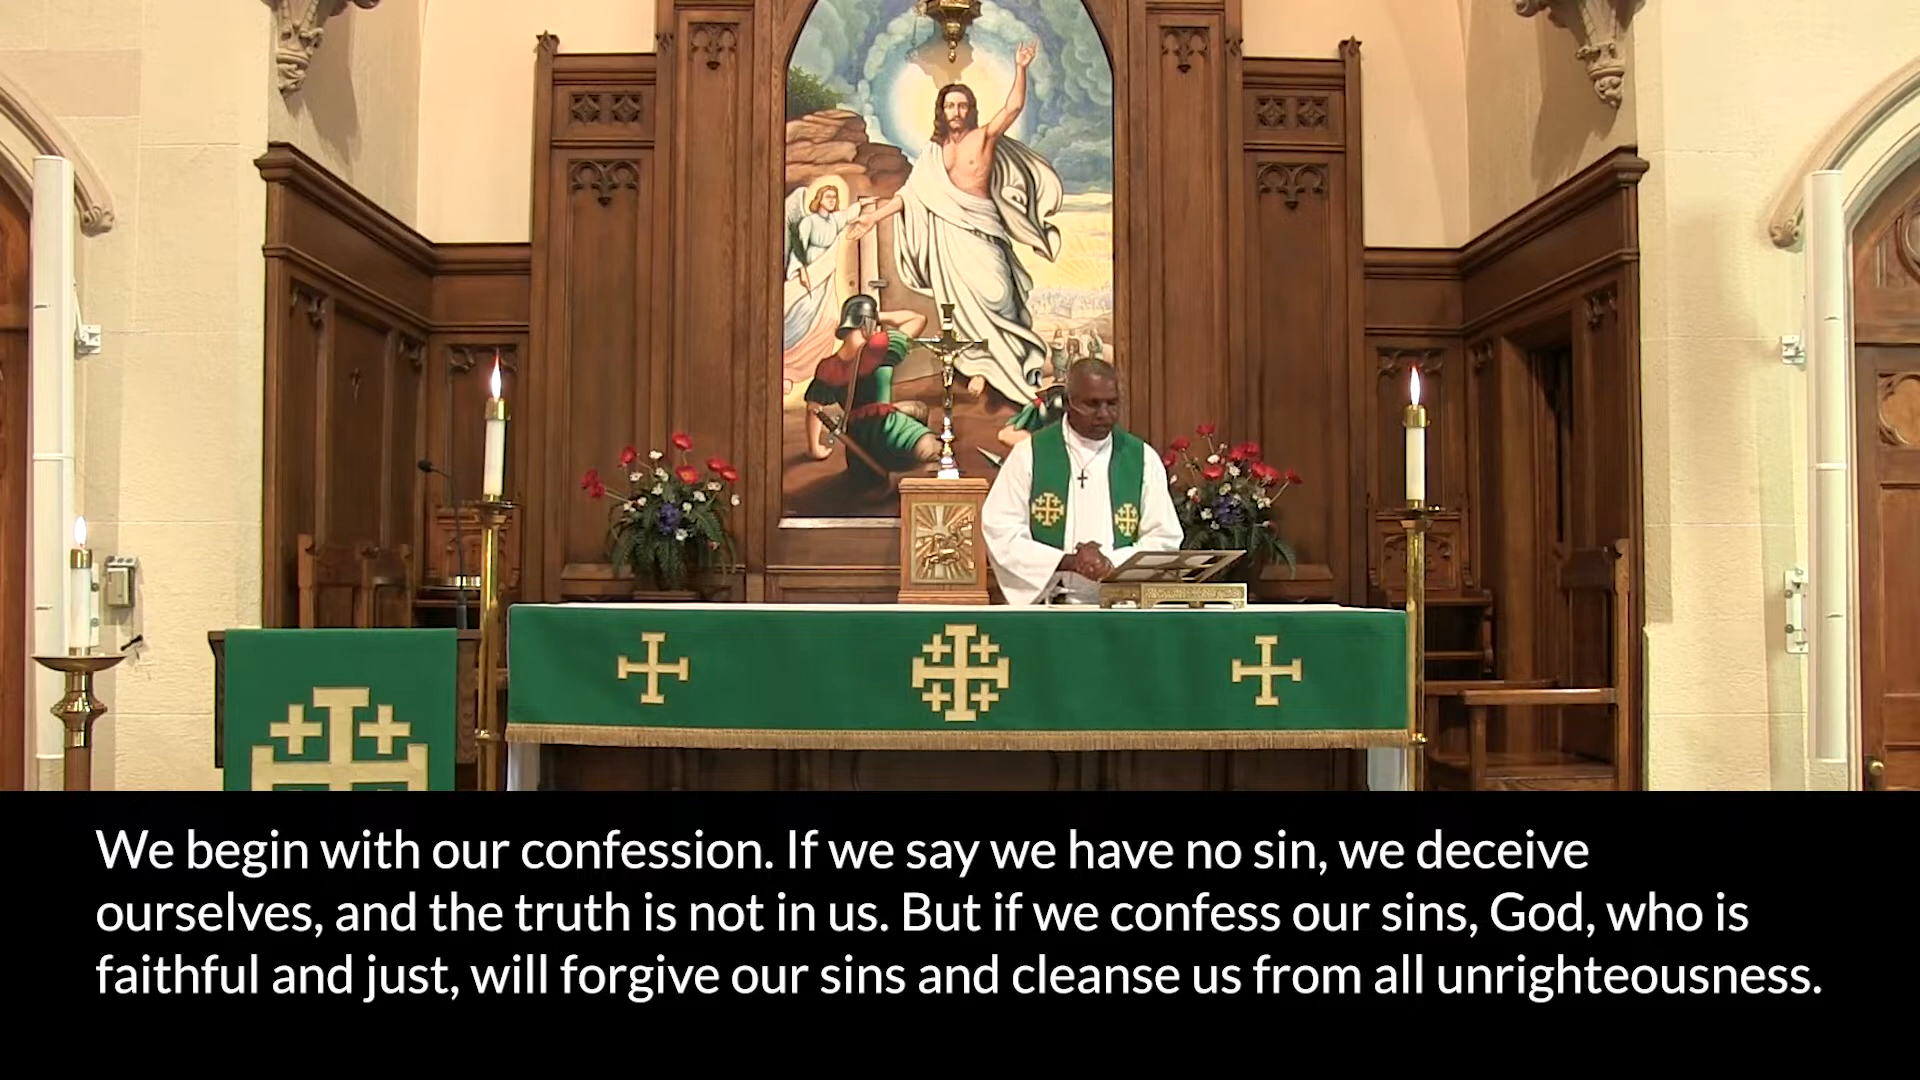 We begin with our confession. If we say we have no sin, we deceive
ourselves, and the truth is not in us. But if we confess our sins, God, who is
faithful and just, will forgive our sins and cleanse us from all unrighteousness.